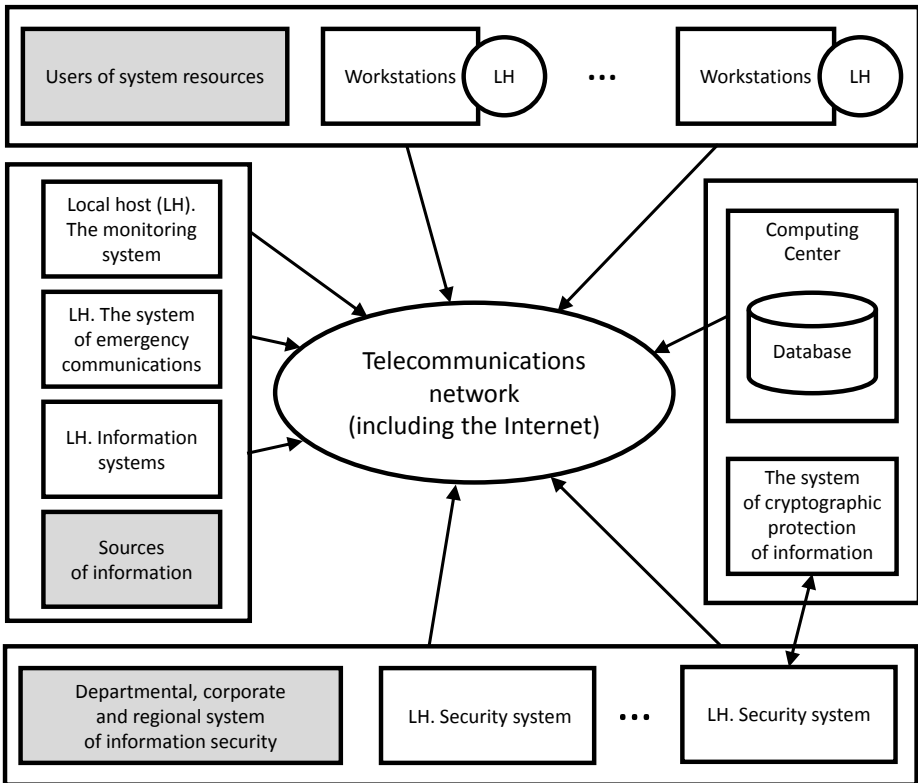 Users of system resources
Workstations
LH
...
Workstations
LH
Local host (LH).
The monitoring
system
LH. The system
of emergency
communications
LH. Information
systems
Sources
of information
Telecommunications
network
(including the Internet)
Computing
Center
Database
The system
of cryptographic
protection
of information
Departmental, corporate
and regional system
of information security
LH. Security system
...
LH. Security system